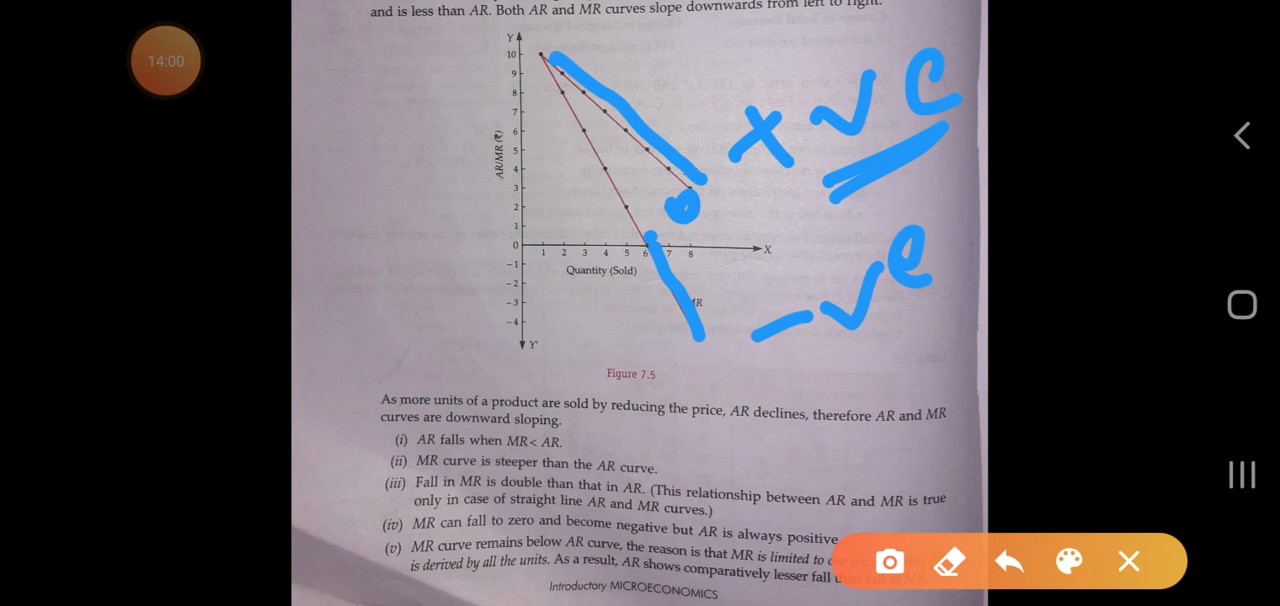 14:00
and is less than AR. Both AR and MR curves slope downwards from left to right.
Y
10
9
8
7
6
5
4
3
2
1
0
-1
-2
-3
-4
AR/MR (₹)
1 2 3 4 5 6 7 8
X
Quantity (Sold)
MR
Y'
+ve
-ve
Figure 7.5
As more units of a product are sold by reducing the price, AR declines, therefore AR and MR
curves are downward sloping.
(i) AR falls when MR< AR.
(ii) MR curve is steeper than the AR curve.
(iii) Fall in MR is double than that in AR. (This relationship between AR and MR is true
only in case of straight line AR and MR curves.)
(iv) MR can fall to zero and become negative but AR is always positive
(v) MR curve remains below AR curve, the reason is that MR is limited to
is derived by all the units. As a result, AR shows comparatively lesser fall than fall in MR
Introductory MICROECONOMICS